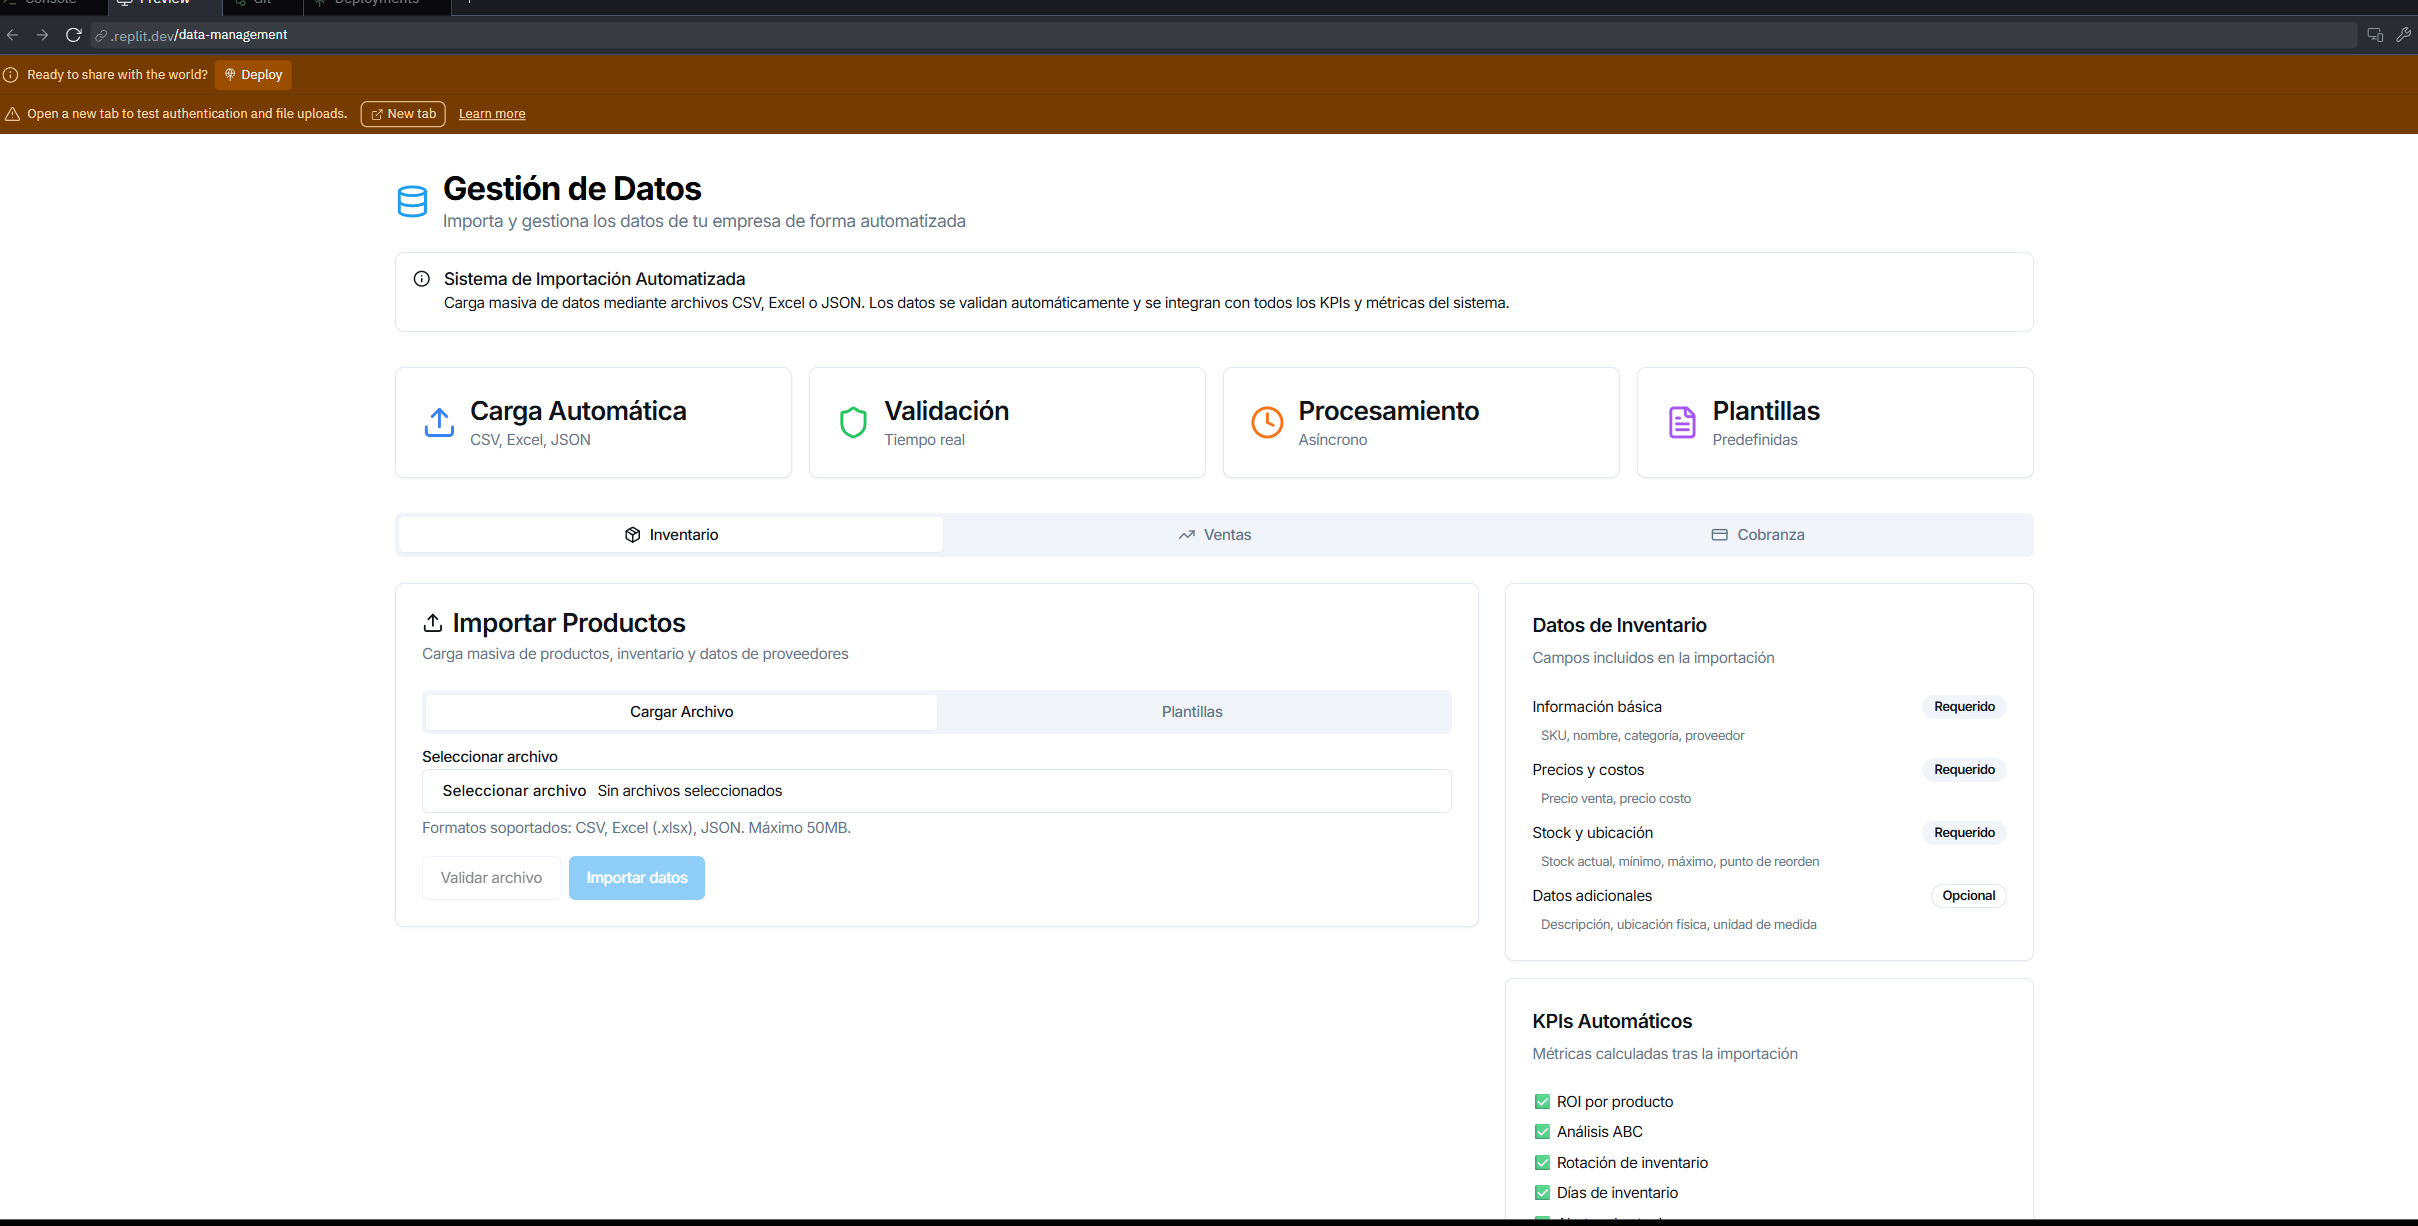 Console
Preview
Git
Deployments
.replit.dev/data-management
Ready to share with the world? Deploy
Open a new tab to test authentication and file uploads. New tab Learn more
Gestión de Datos
Importa y gestiona los datos de tu empresa de forma automatizada
Sistema de Importación Automatizada
Carga masiva de datos mediante archivos CSV, Excel o JSON. Los datos se validan automáticamente y se integran con todos los KPIs y métricas del sistema.
Carga Automática
CSV, Excel, JSON
Validación
Tiempo real
Procesamiento
Asíncrono
Plantillas
Predefinidas
Inventario
Ventas
Cobranza
Importar Productos
Carga masiva de productos, inventario y datos de proveedores
Cargar Archivo
Plantillas
Seleccionar archivo
Seleccionar archivo Sin archivos seleccionados
Formatos soportados: CSV, Excel (.xlsx), JSON. Máximo 50MB.
Validar archivo
Importar datos
Datos de Inventario
Campos incluidos en la importación
Información básica Requerido
SKU, nombre, categoría, proveedor
Precios y costos Requerido
Precio venta, precio costo
Stock y ubicación Requerido
Stock actual, mínimo, máximo, punto de reorden
Datos adicionales Opcional
Descripción, ubicación física, unidad de medida
KPIs Automáticos
Métricas calculadas tras la importación
ROI por producto
Análisis ABC
Rotación de inventario
Días de inventario